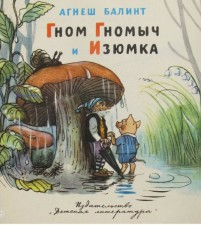 АГНЕШ БАЛИНТ
Гном Гномыч
и Изюмка
Издательство
„Детская литература"